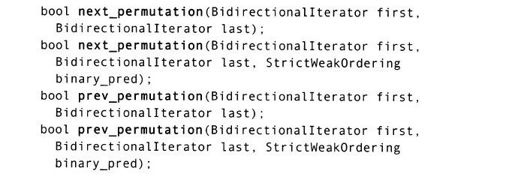 bool next_permutation(BidirectionalIterator first,
BidirectionalIterator last);
bool next_permutation(BidirectionalIterator first,
BidirectionalIterator last, StrictWeakOrdering
binary_pred);
bool prev_permutation(BidirectionalIterator first,
BidirectionalIterator last);
bool prev_permutation(BidirectionalIterator first,
BidirectionalIterator last, StrictWeakOrdering
binary_pred);